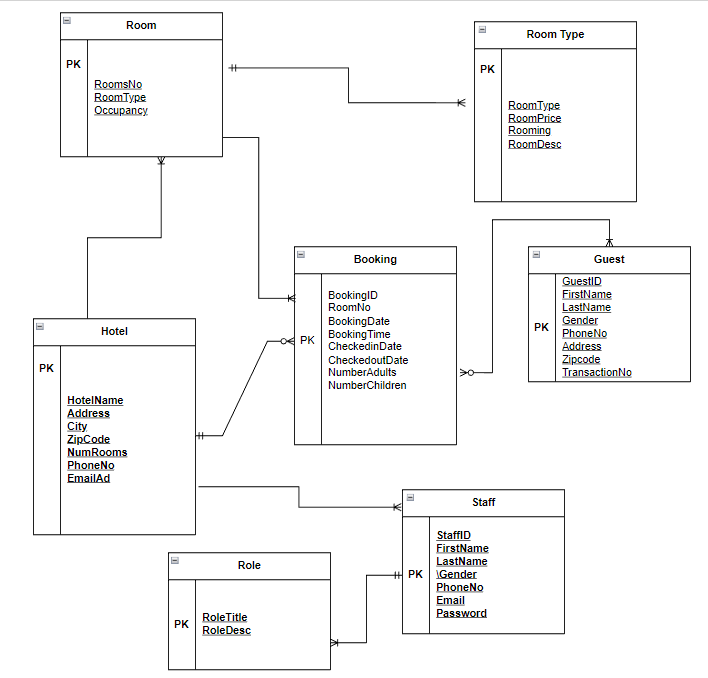 Room
PK
RoomsNo
RoomType
Occupancy
Room Type
PK
RoomType
RoomPrice
Rooming
RoomDesc
Booking
PK
BookingID
RoomNo
BookingDate
BookingTime
CheckedinDate
CheckedoutDate
NumberAdults
NumberChildren
Guest
PK
GuestID
FirstName
LastName
Gender
PhoneNo
Address
Zipcode
TransactionNo
Hotel
PK
HotelName
Address
City
ZipCode
NumRooms
PhoneNo
EmailAd
Staff
PK
StaffID
FirstName
LastName
\Gender
PhoneNo
Email
Password
Role
PK
RoleTitle
RoleDesc